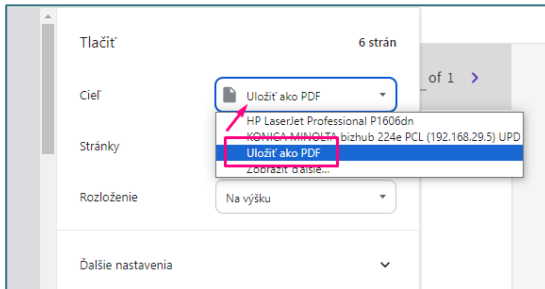 Tlačiť 6 strán
Cieľ Uložiť ako PDF
of 1
HP LaserJet Professional P1606dn
KONICA MINOLTA bizhub 224e PCL (192.168.29.5) UPD
Uložiť ako PDF
Zobraziť ďalšie...
Stránky
Rozloženie Na výšku
Ďalšie nastavenia